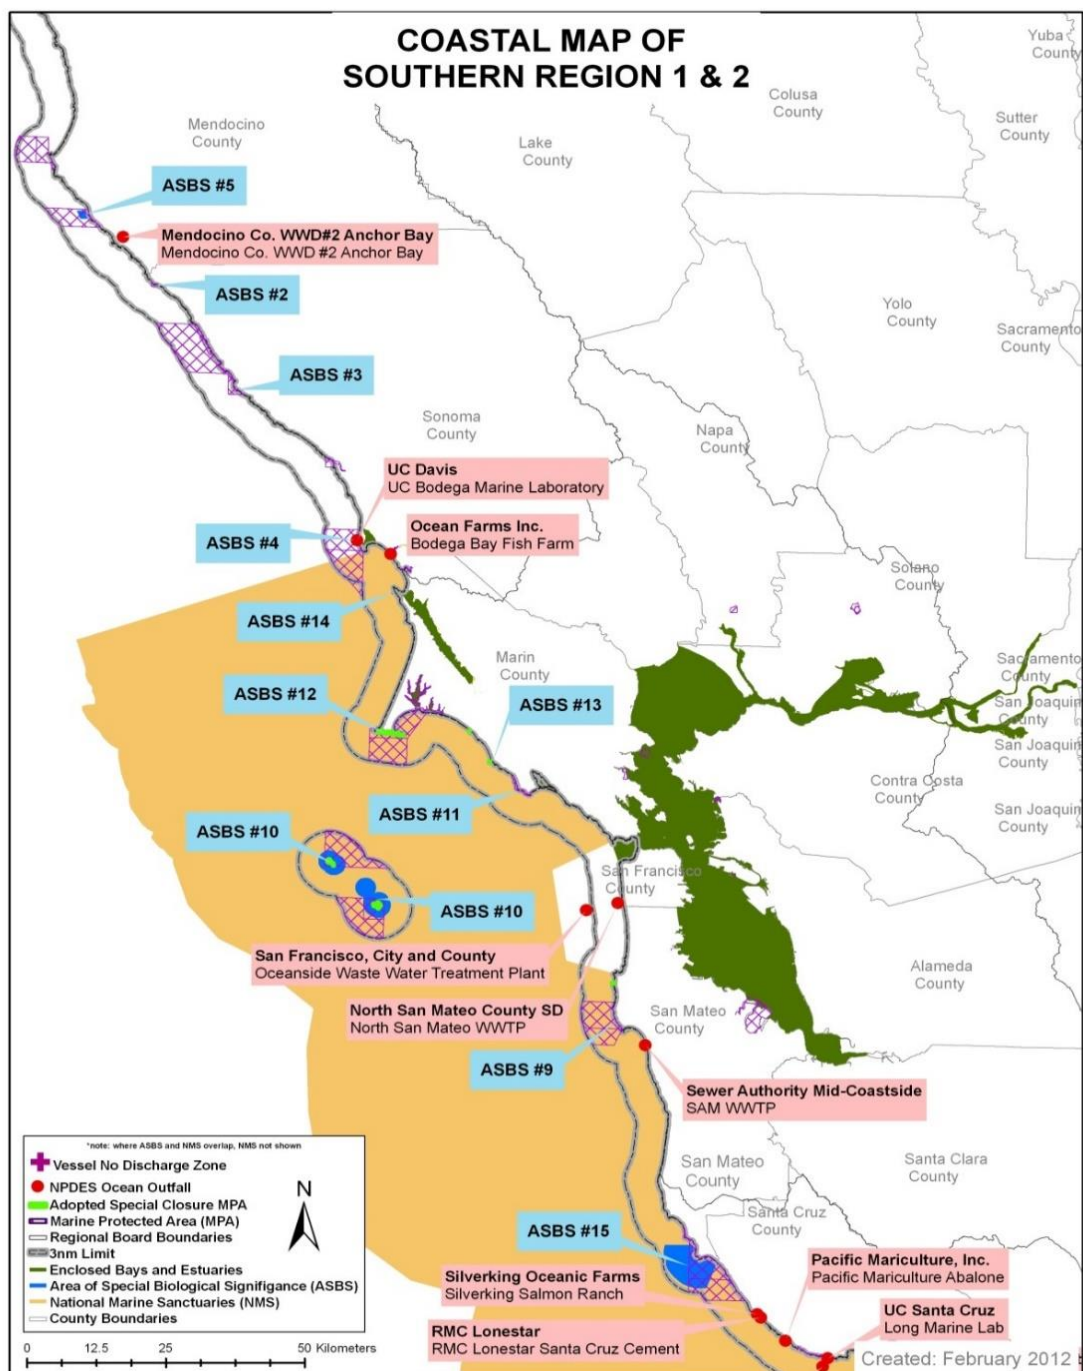 COASTAL MAP OF
SOUTHERN REGION 1 & 2
Yuba
County
Colusa
County
Sutter
County
Mendocino
County
Lake
County
ASBS #5
Mendocino Co. WWD#2 Anchor Bay
Mendocino Co. WWD #2 Anchor Bay
ASBS #2
Yolo
County
Sacramento
County
ASBS #3
Sonoma
County
Napa
County
UC Davis
UC Bodega Marine Laboratory
ASBS #4
Ocean Farms Inc.
Bodega Bay Fish Farm
Solano
County
ASBS #14
Marin
County
Sacramento
County
ASBS #12
ASBS #13
San Joaquin
County
San Joaquin
County
Contra Costa
County
ASBS #11
San Joaquin
County
ASBS #10
San Francisco
County
ASBS #10
San Francisco, City and County
Oceanside Waste Water Treatment Plant
Alameda
County
North San Mateo County SD
North San Mateo WWTP
San Mateo
County
ASBS #9
Sewer Authority Mid-Coastside
SAM WWTP
San Mateo
County
Santa Clara
County
Santa Cruz
County
ASBS #15
Pacific Mariculture, Inc.
Pacific Mariculture Abalone
Silverking Oceanic Farms
Silverking Salmon Ranch
UC Santa Cruz
Long Marine Lab
RMC Lonestar
RMC Lonestar Santa Cruz Cement
*note: where ASBS and NMS overlap, NMS not shown
Vessel No Discharge Zone
NPDES Ocean Outfall
Adopted Special Closure MPA
Marine Protected Area (MPA)
Regional Board Boundaries
3nm Limit
Enclosed Bays and Estuaries
Area of Special Biological Signifigance (ASBS)
National Marine Sanctuaries (NMS)
County Boundaries
N
0 12.5 25 50 Kilometers
Created: February 2012